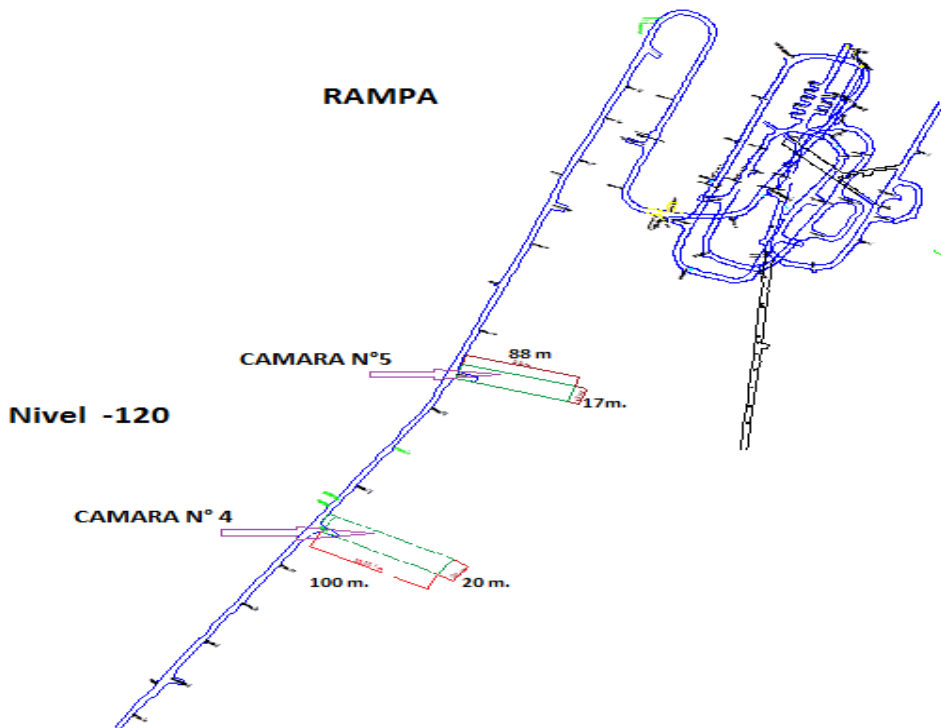 RAMPA
88 m
CAMARA N°5
17m.
Nivel -120
CAMARA N° 4
100 m.
20 m.